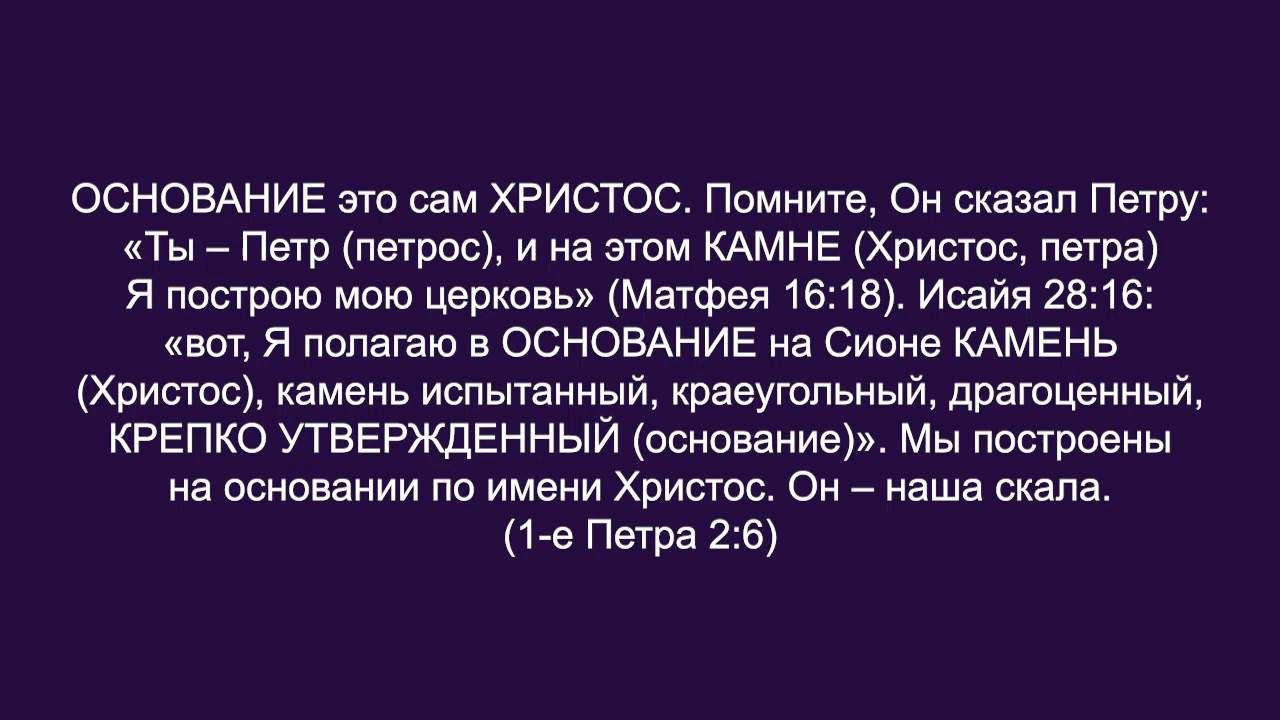 ОСНОВАНИЕ это сам ХРИСТОС. Помните, Он сказал Петру:
«Ты – Петр (петрос), и на этом КАМНЕ (Христос, петра)
Я построю мою церковь» (Матфея 16:18). Исайя 28:16:
«вот, Я полагаю в ОСНОВАНИЕ на Сионе КАМЕНЬ
(Христос), камень испытанный, краеугольный, драгоценный,
КРЕПКО УТВЕРЖДЕННЫЙ (основание)». Мы построены
на основании по имени Христос. Он – наша скала.
(1-е Петра 2:6)